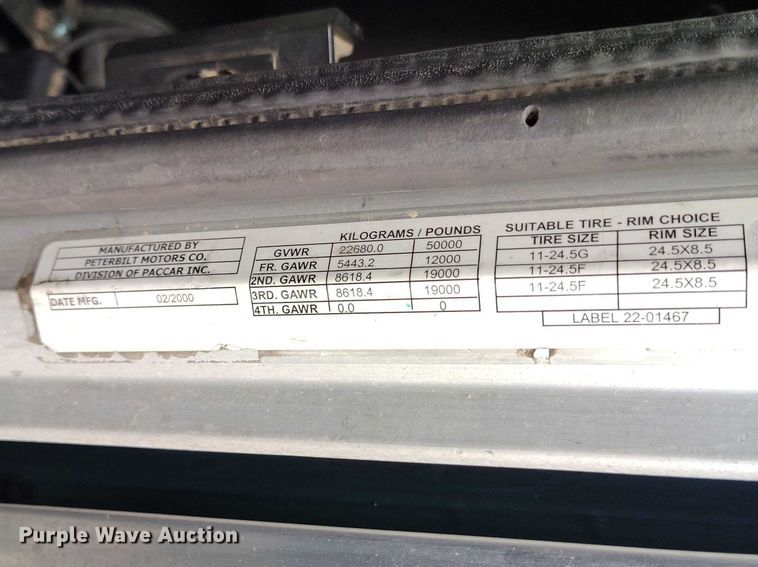 MANUFACTURED BY
PETERBILT MOTORS CO.
DIVISION OF PACCAR INC.
DATE MFG. 02/2000
KILOGRAMS / POUNDS
GVWR 22680.0 50000
FR. GAWR 5443.2 12000
2ND. GAWR 8618.4 19000
3RD. GAWR 8618.4 19000
4TH. GAWR 0.0 0
SUITABLE TIRE - RIM CHOICE
TIRE SIZE RIM SIZE
11-24.5G 24.5X8.5
11-24.5F 24.5X8.5
11-24.5F 24.5X8.5
LABEL 22-01467
Purple Wave Auction